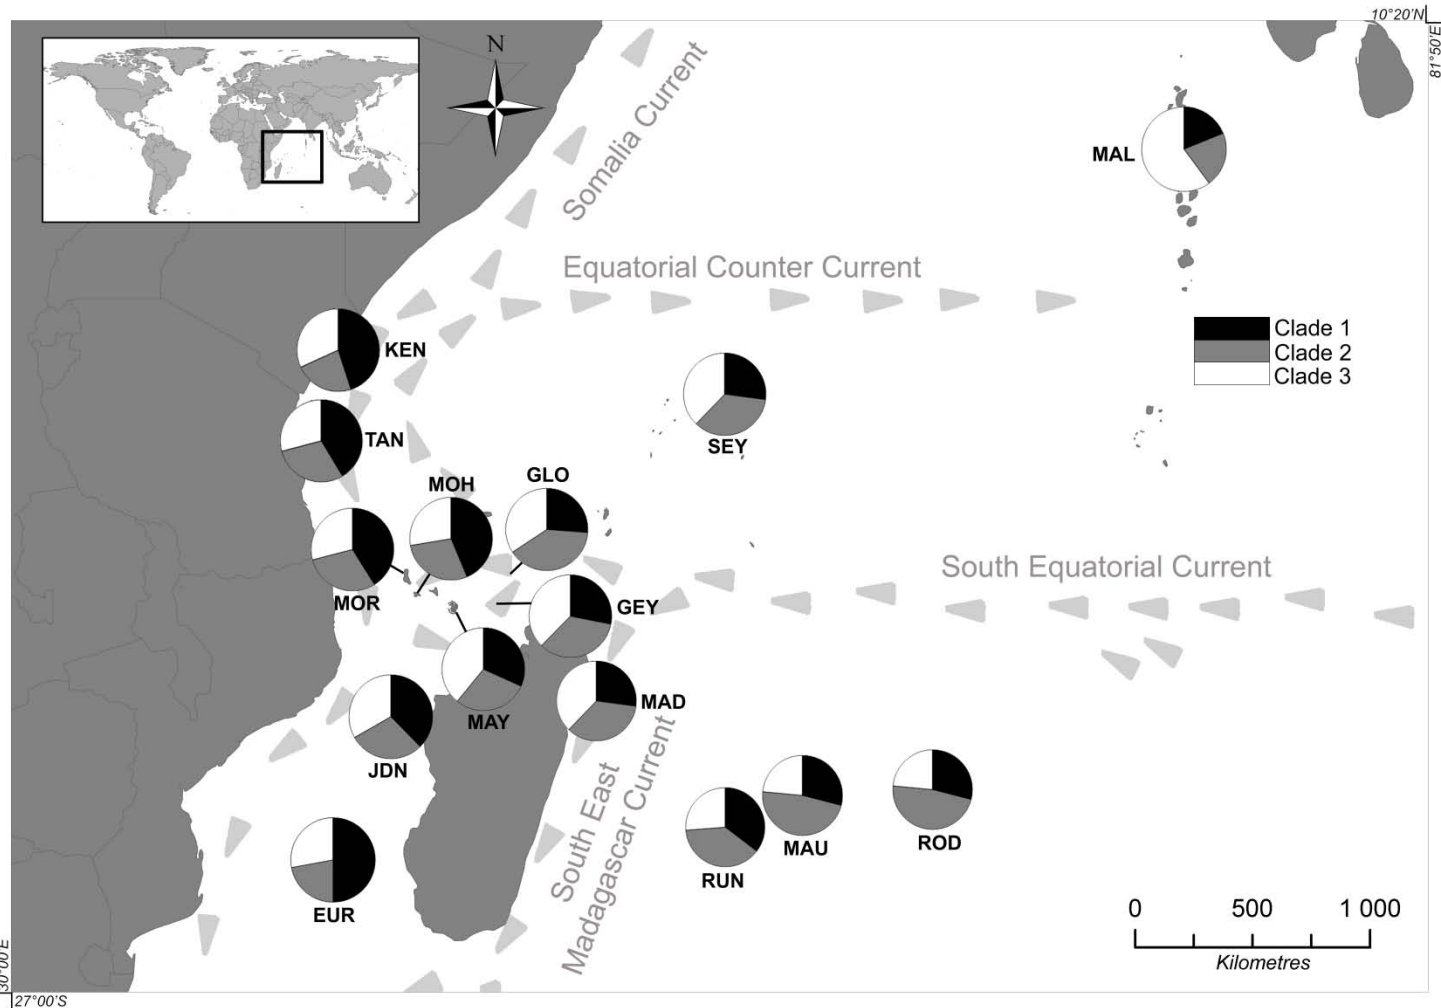 10°20'N
81°50'E
N
Somalia Current
MAL
Equatorial Counter Current
Clade 1
Clade 2
Clade 3
KEN
TAN
SEY
MOH
GLO
South Equatorial Current
MOR
GEY
MAY
MAD
JDN
South East
Madagascar Current
MAU
ROD
RUN
EUR
0 500 1 000
Kilometres
30°00'E
27°00'S